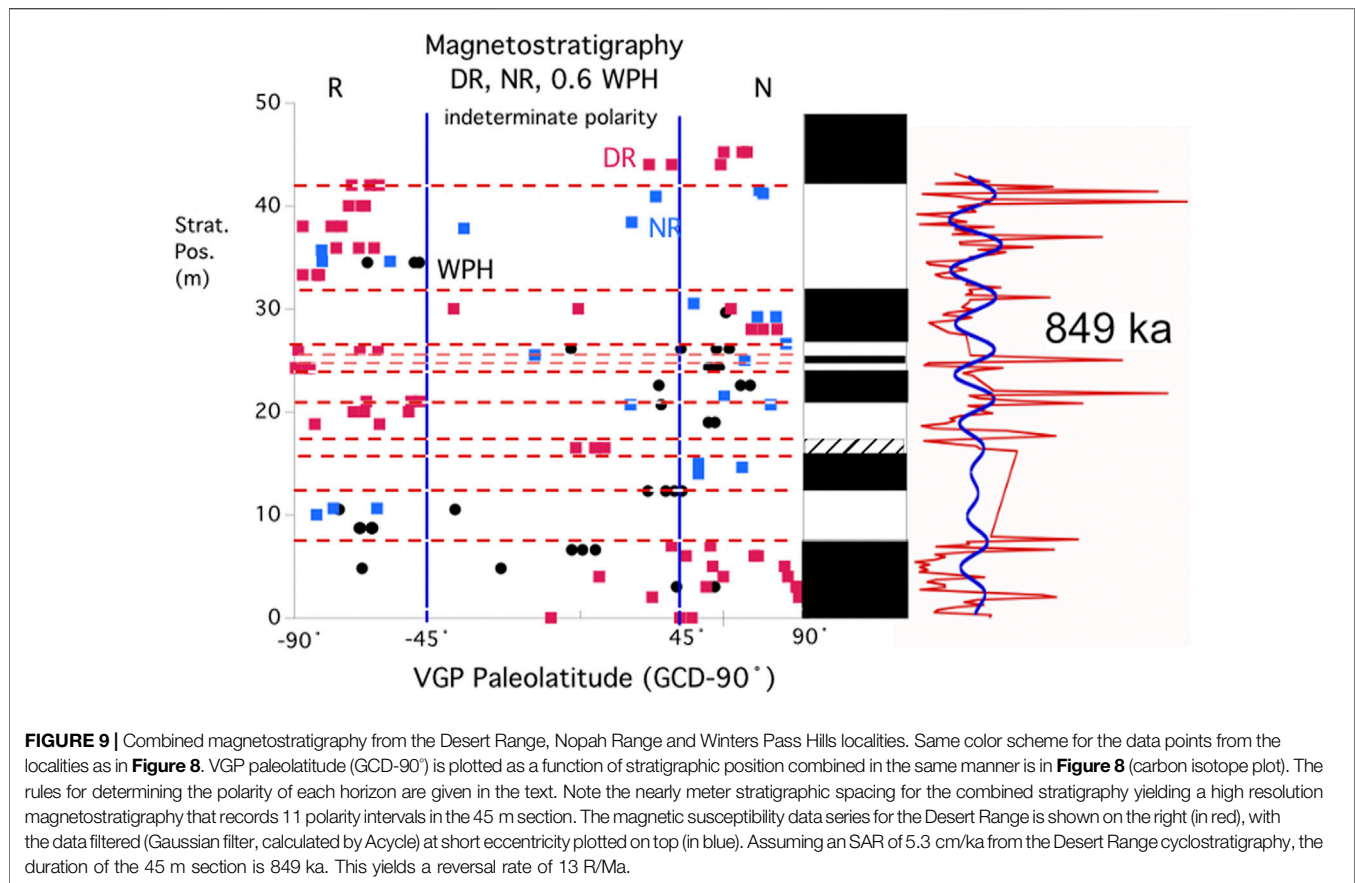 Magnetostratigraphy
DR, NR, 0.6 WPH
R
N
indeterminate polarity
50
DR
40
Strat.
Pos.
(m)
NR
WPH
30
849 ka
20
10
0
-90˚
-45˚
45˚
90˚
VGP Paleolatitude (GCD-90˚)
FIGURE 9 | Combined magnetostratigraphy from the Desert Range, Nopah Range and Winters Pass Hills localities. Same color scheme for the data points from the
localities as in Figure 8. VGP paleolatitude (GCD-90°) is plotted as a function of stratigraphic position combined in the same manner is in Figure 8 (carbon isotope plot). The
rules for determining the polarity of each horizon are given in the text. Note the nearly meter stratigraphic spacing for the combined stratigraphy yielding a high resolution
magnetostratigraphy that records 11 polarity intervals in the 45 m section. The magnetic susceptibility data series for the Desert Range is shown on the right (in red), with
the data filtered (Gaussian filter, calculated by Acycle) at short eccentricity plotted on top (in blue). Assuming an SAR of 5.3 cm/ka from the Desert Range cyclostratigraphy, the
duration of the 45 m section is 849 ka. This yields a reversal rate of 13 R/Ma.